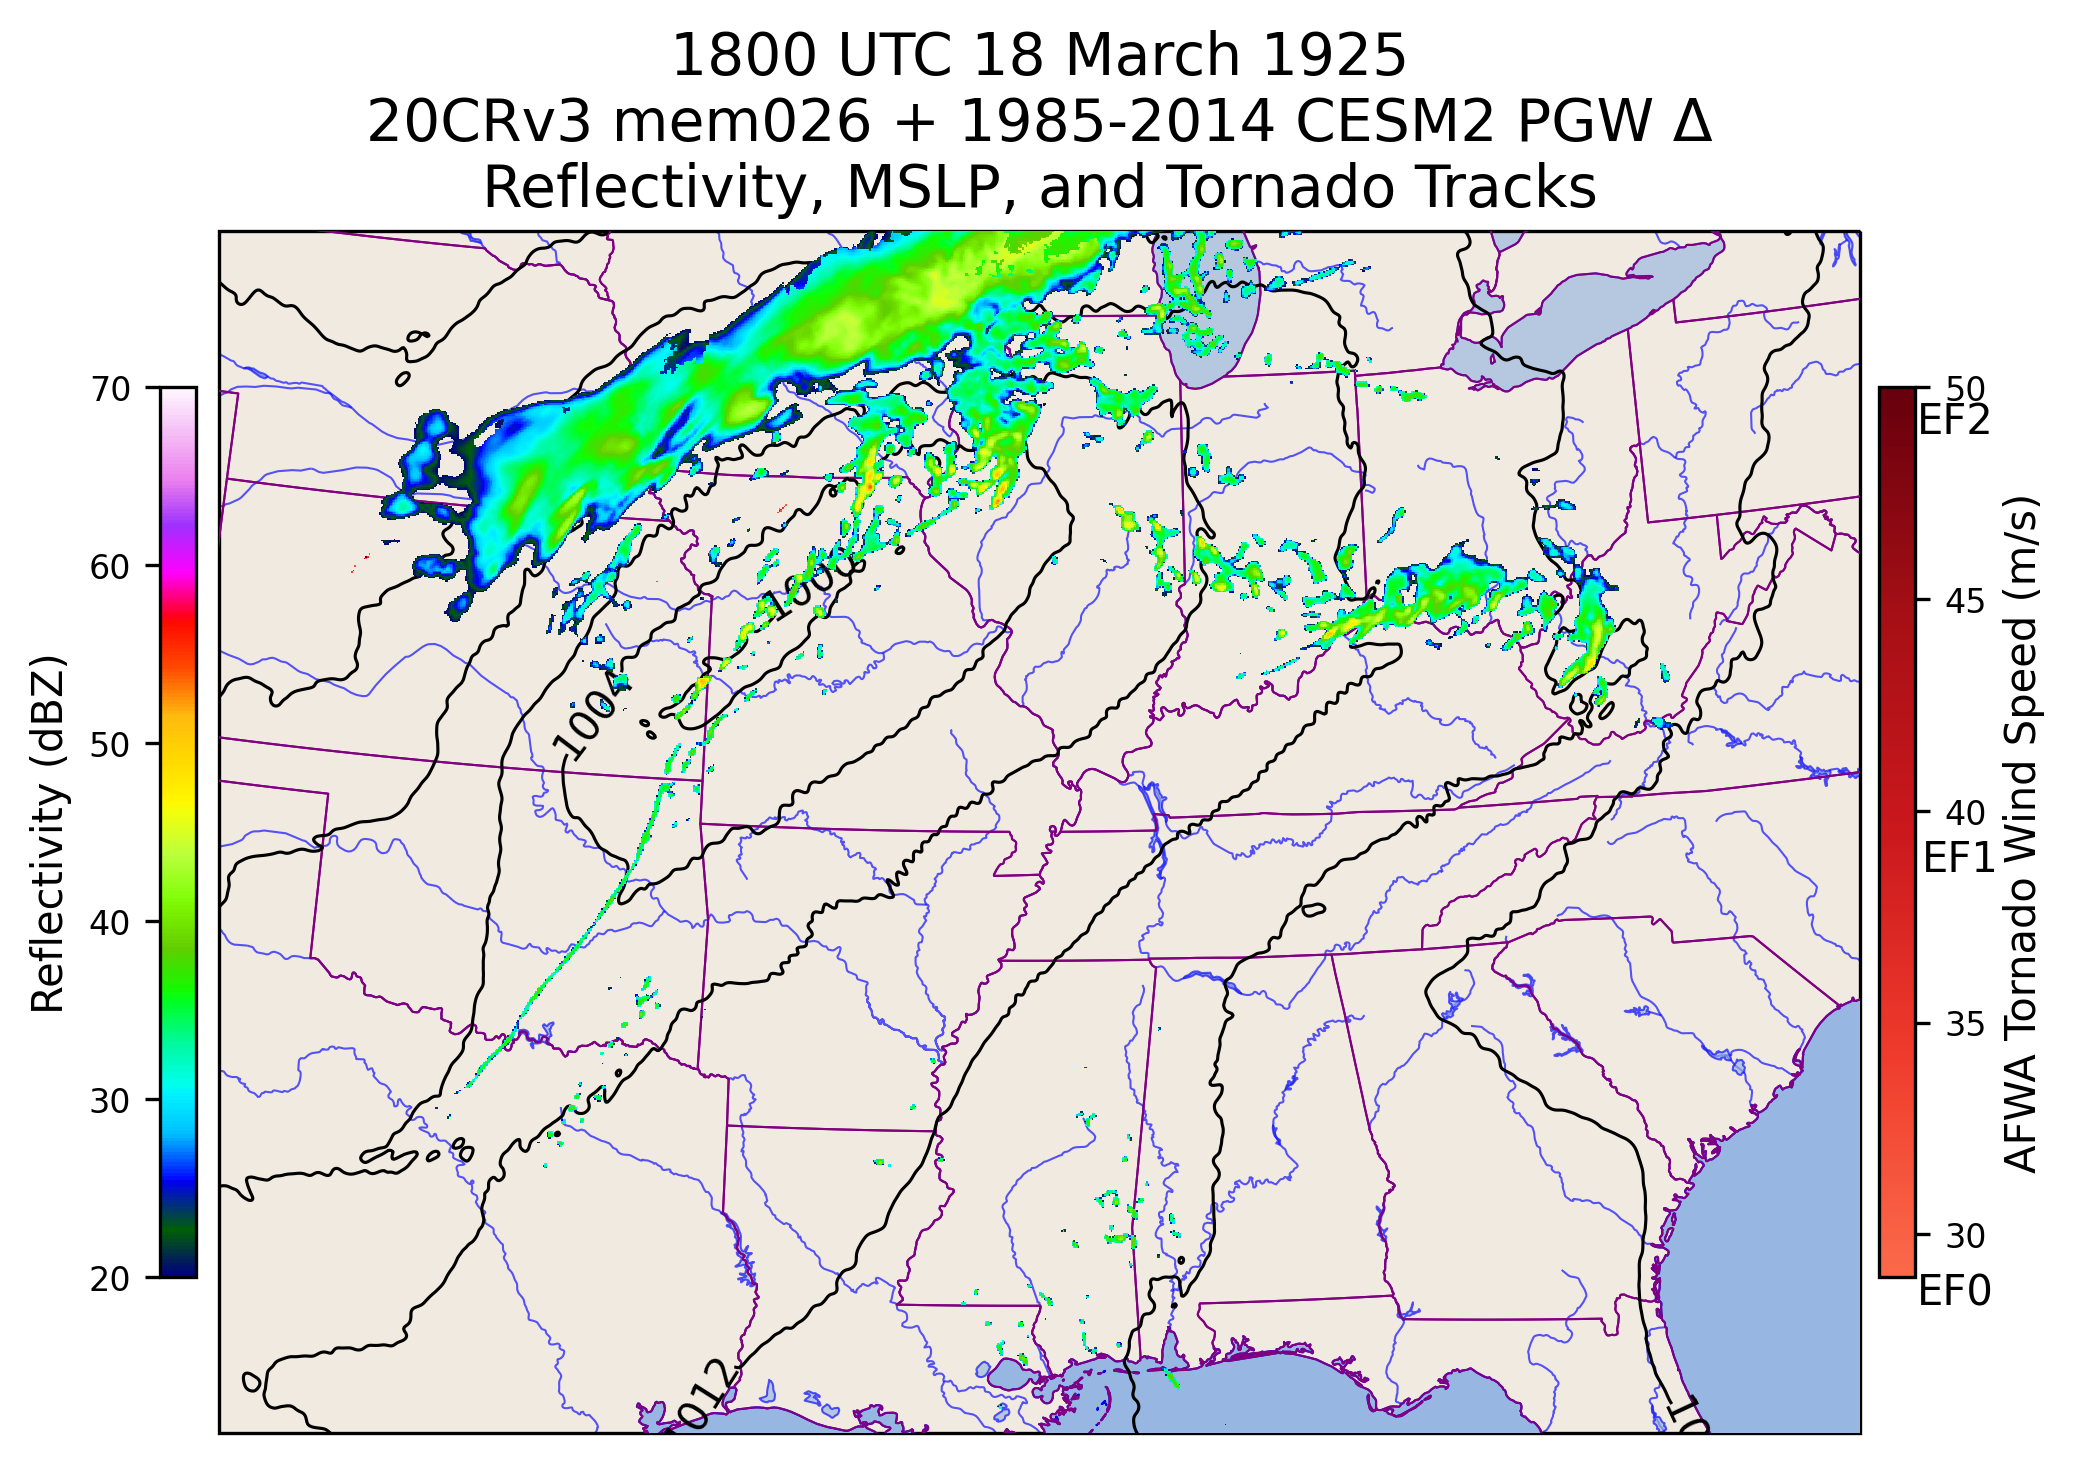 1800 UTC 18 March 1925
20CRv3 mem026 + 1985-2014 CESM2 PGW Δ
Reflectivity, MSLP, and Tornado Tracks
70
60
50
40
30
20
Reflectivity (dBZ)
1000
1004
012
10
50
EF2
45
40
EF1
35
30
EF0
AFWA Tornado Wind Speed (m/s)